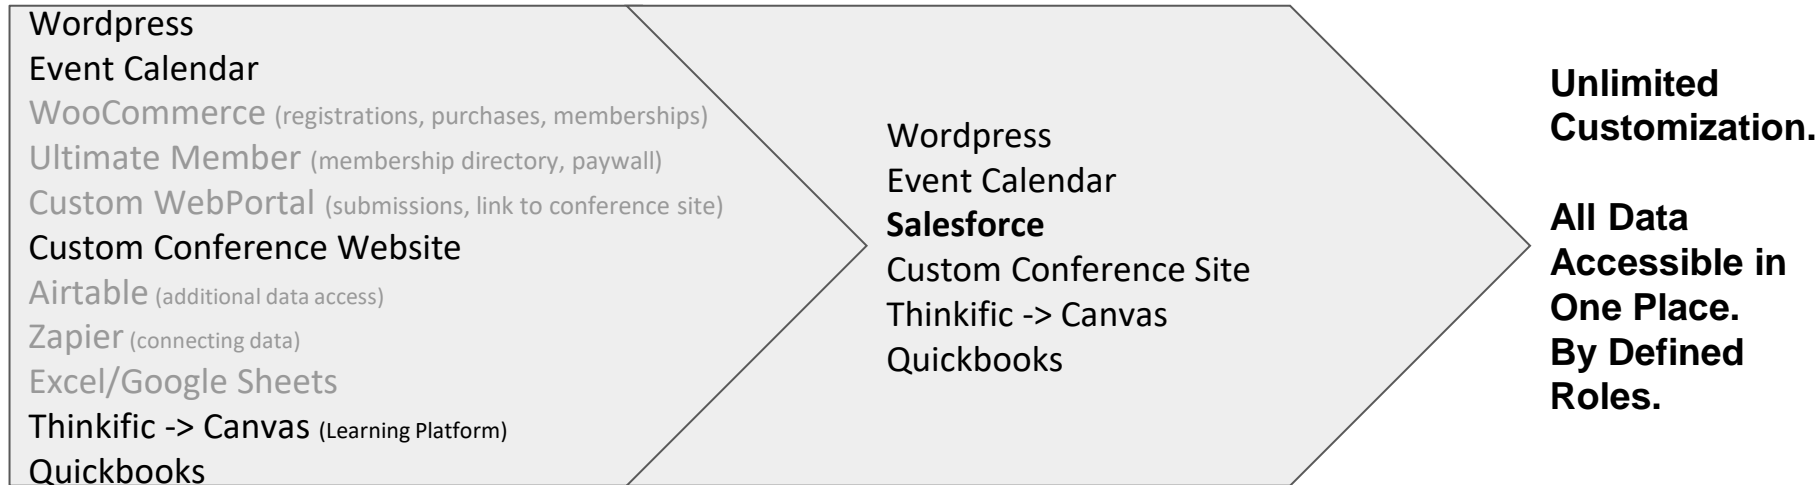 Wordpress
Event Calendar
WooCommerce (registrations, purchases, memberships)
Ultimate Member (membership directory, paywall)
Custom WebPortal (submissions, link to conference site)
Custom Conference Website
Airtable (additional data access)
Zapier (connecting data)
Excel/Google Sheets
Thinkific -> Canvas (Learning Platform)
Quickbooks
Wordpress
Event Calendar
Salesforce
Custom Conference Site
Thinkific -> Canvas
Quickbooks
Unlimited
Customization.
All Data
Accessible in
One Place.
By Defined
Roles.